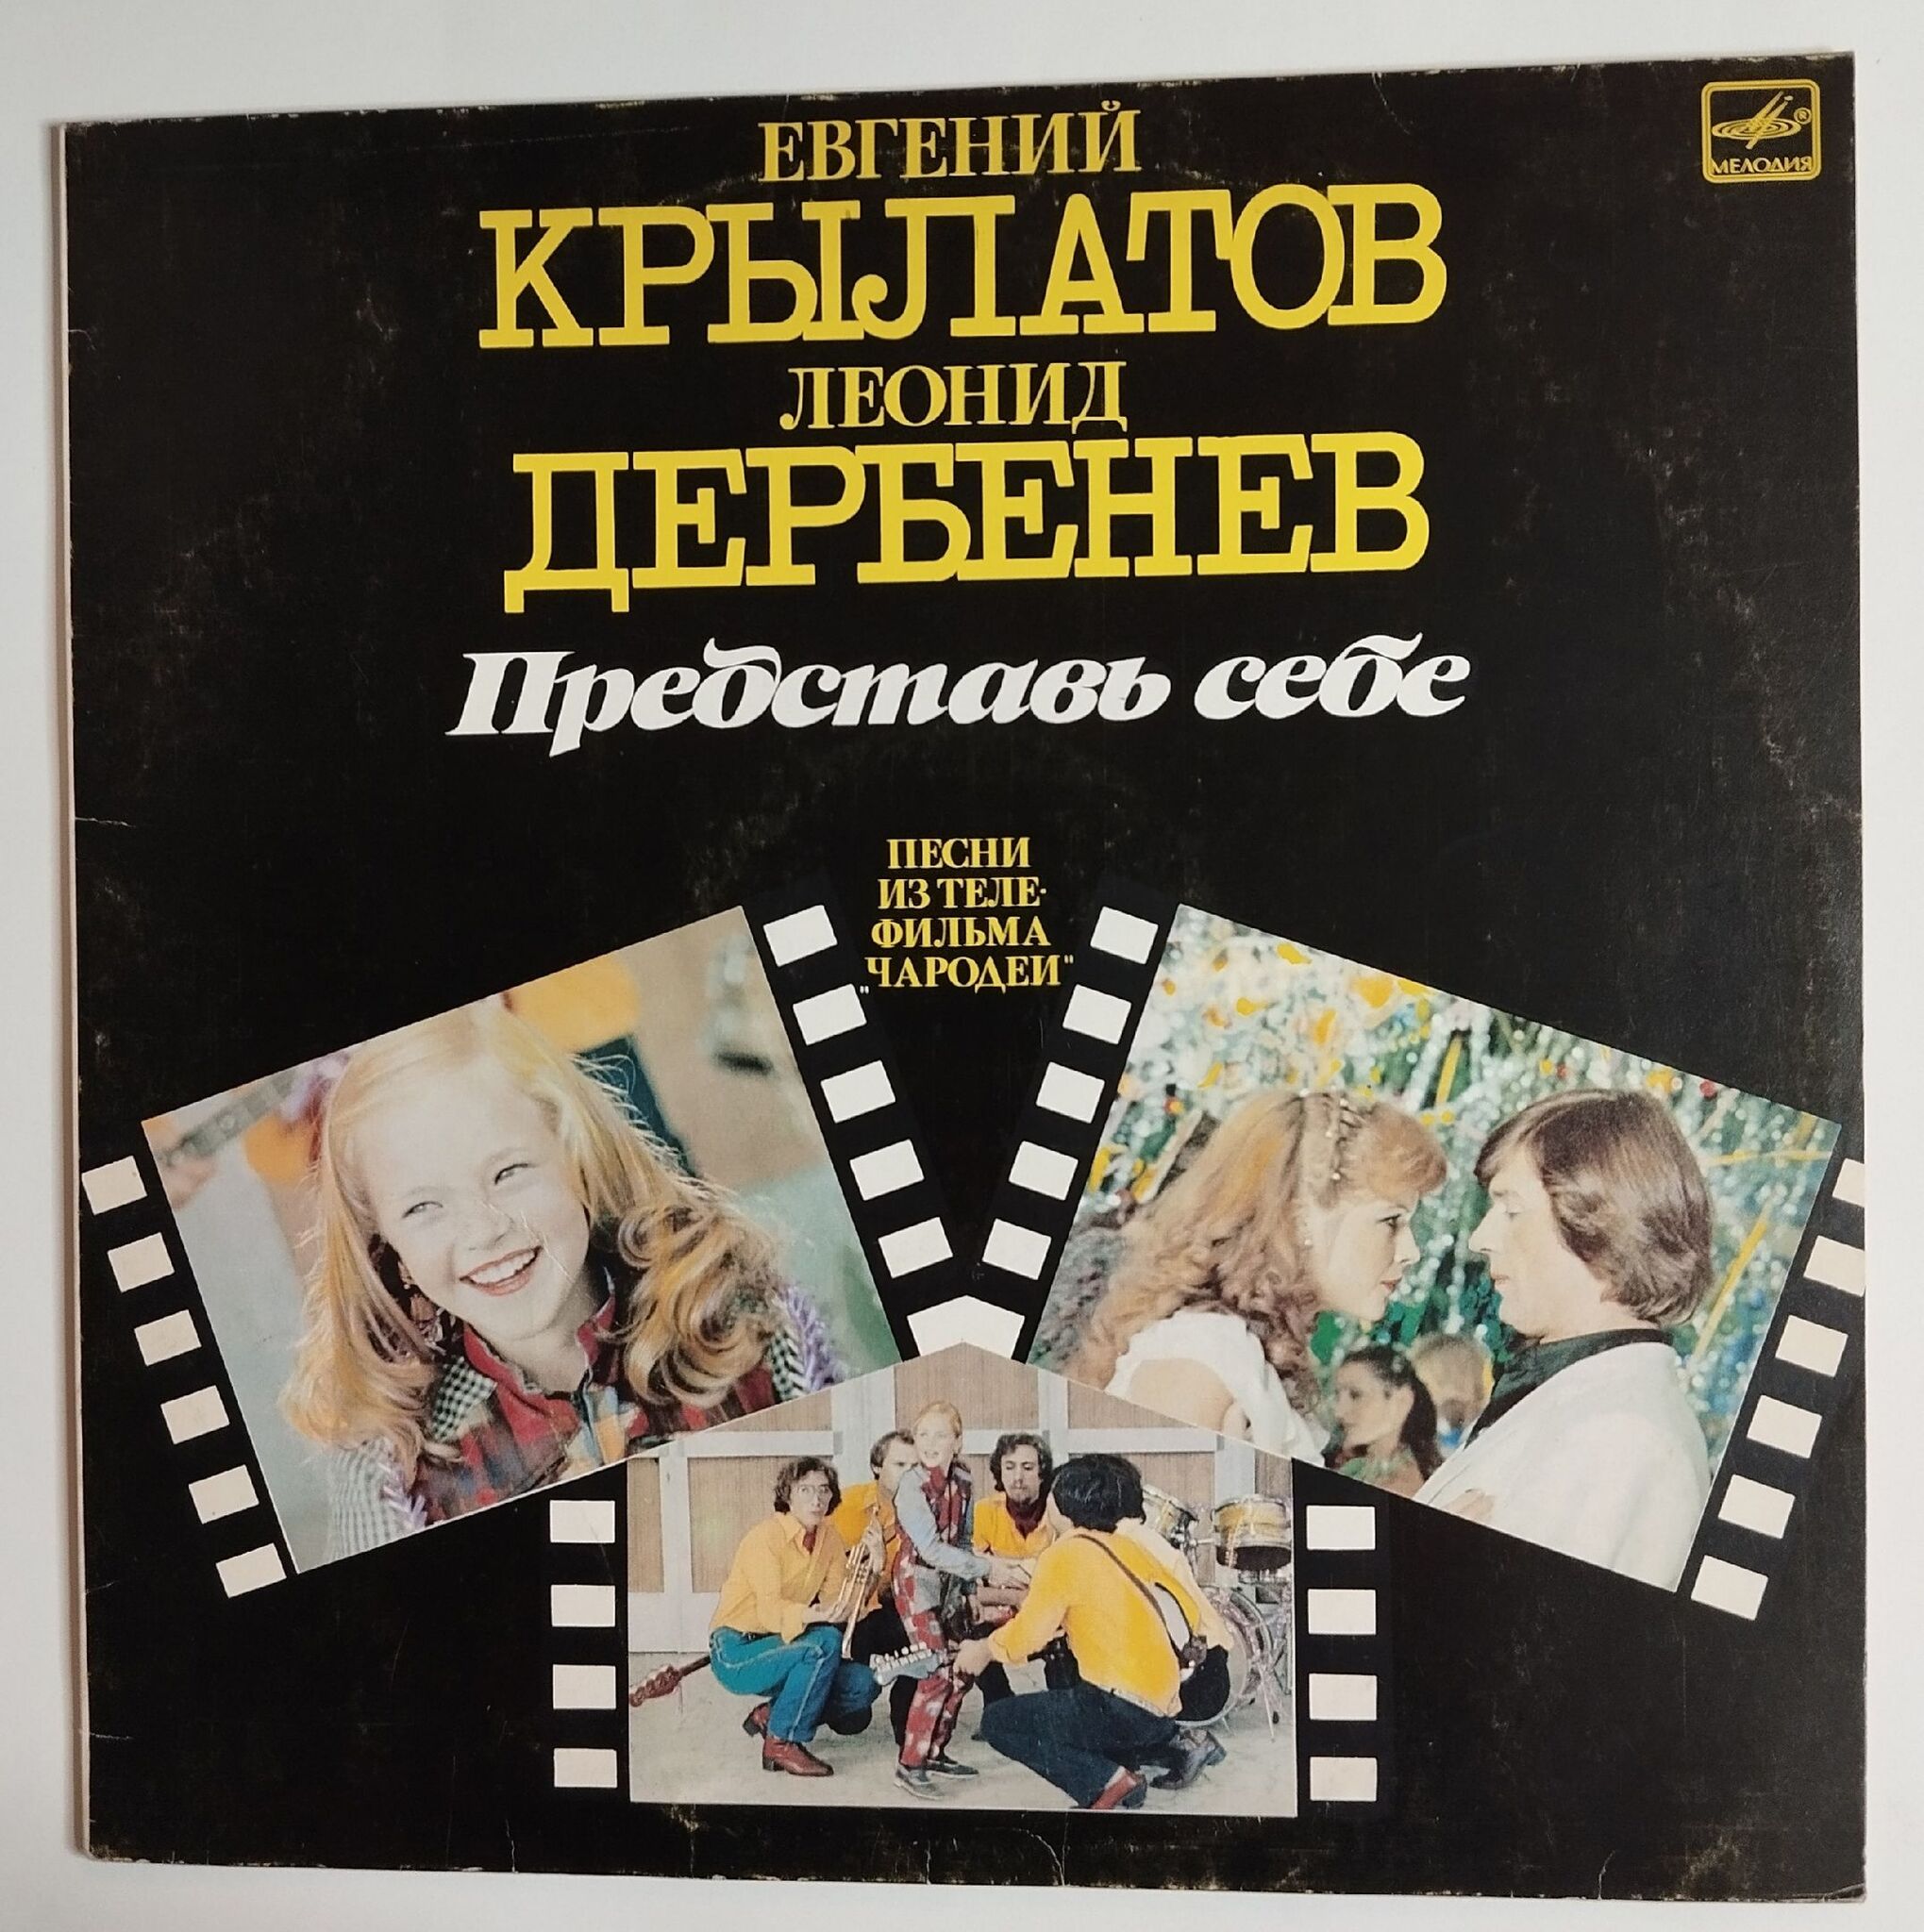 ЕВГЕНИЙ
КРЫЛАТОВ
ЛЕОНИД
ДЕРБЕНЕВ
Представь себе
ПЕСНИ
ИЗ ТЕЛЕ-
ФИЛЬМА
„ЧАРОДЕИ"
МЕЛОДИЯ
®